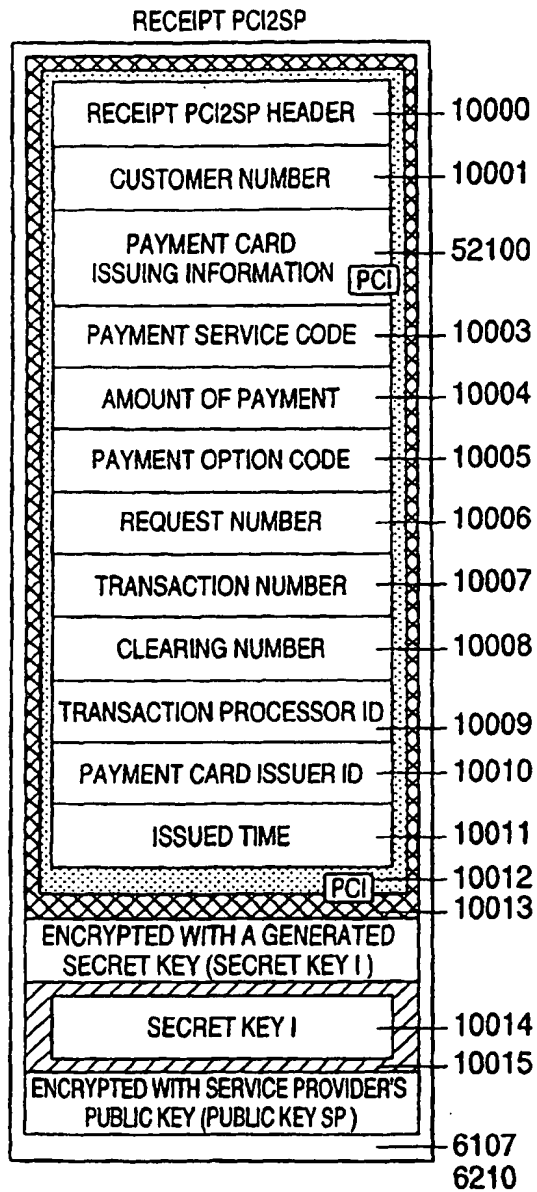 RECEIPT PCI2SP
RECEIPT PCI2SP HEADER 10000
CUSTOMER NUMBER 10001
PAYMENT CARD
ISSUING INFORMATION 52100
PCI
PAYMENT SERVICE CODE 10003
AMOUNT OF PAYMENT 10004
PAYMENT OPTION CODE 10005
REQUEST NUMBER 10006
TRANSACTION NUMBER 10007
CLEARING NUMBER 10008
TRANSACTION PROCESSOR ID 10009
PAYMENT CARD ISSUER ID 10010
ISSUED TIME 10011
PCI 10012
10013
ENCRYPTED WITH A GENERATED
SECRET KEY (SECRET KEY I)
SECRET KEY I 10014
10015
ENCRYPTED WITH SERVICE PROVIDER'S
PUBLIC KEY (PUBLIC KEY SP)
6107
6210